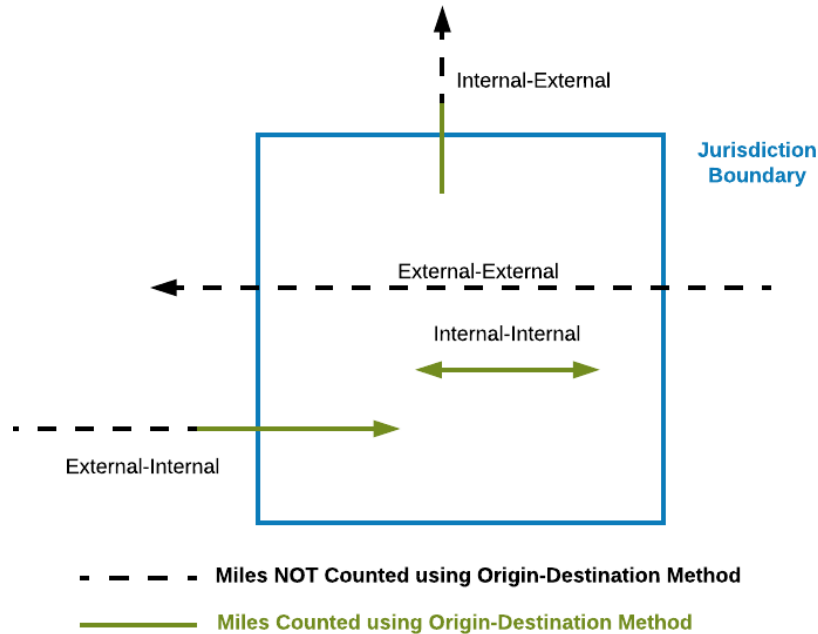 Internal-External
Jurisdiction
Boundary
External-External
Internal-Internal
External-Internal
Miles NOT Counted using Origin-Destination Method
Miles Counted using Origin-Destination Method